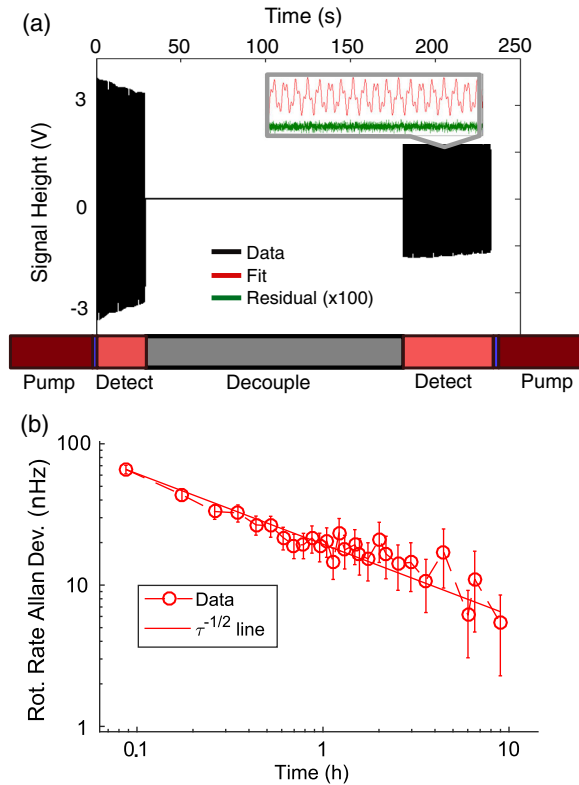 (a)
Time (s)
0 50 100 150 200 250
Signal Height (V)
3
0
-3
Data
Fit
Residual (x100)
Pump Detect Decouple Detect Pump
(b)
Rot. Rate Allan Dev. (nHz)
100
10
1
Data
τ-1/2 line
0.1 1 10
Time (h)